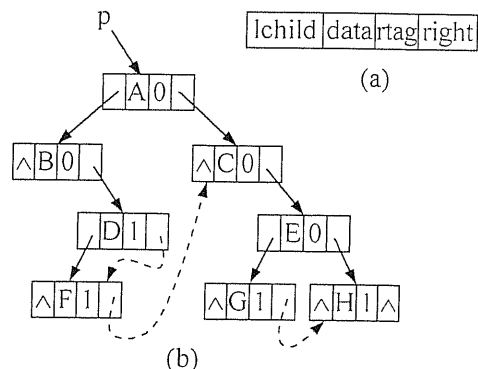 p
lchild data rtag right
(a)
A 0
∧ B 0
∧ C 0
D 1
E 0
∧ F 1
∧ G 1
∧ H 1 ∧
(b)